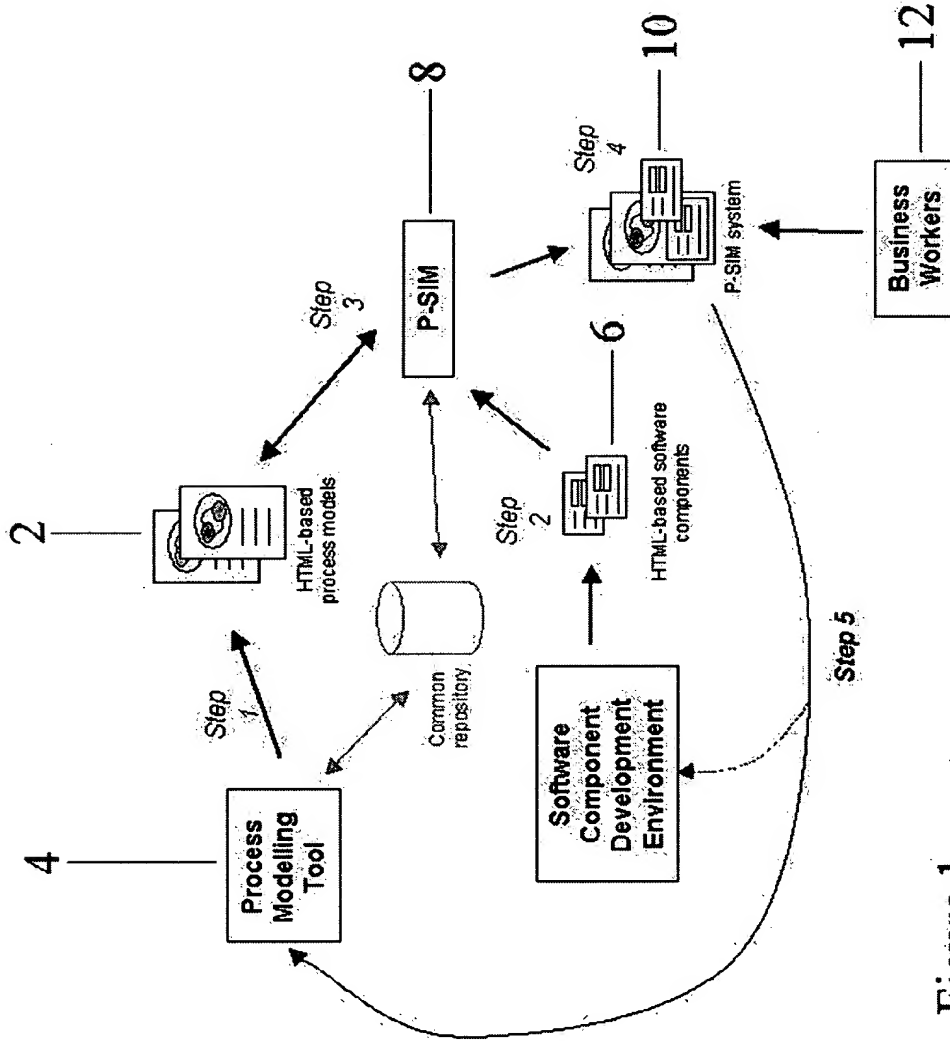 2
4
Process
Modelling
Tool
Step
1
HTML-based
process models
Step
3
8
P-SIM
Common
repository
Step
2
6
HTML-based software
components
Software
Component
Development
Environment
Step
4
10
P-SIM system
Step 5
Business
Workers
12
Figure 1